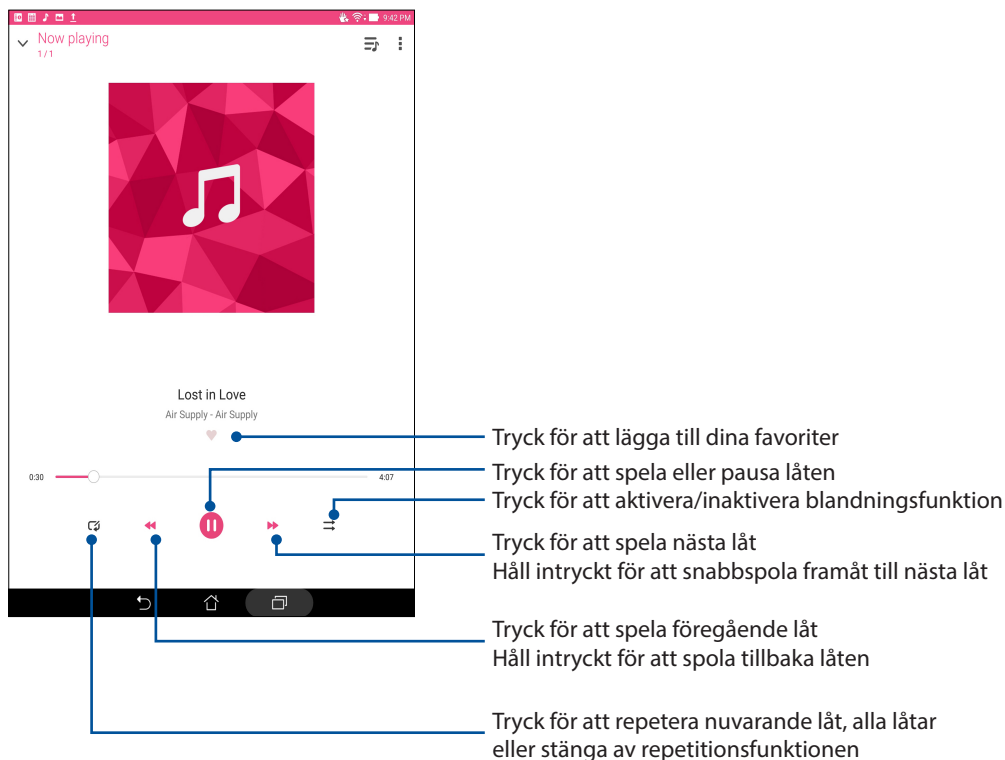 9:42 PM
Now playing
1 / 1
Lost in Love
Air Supply - Air Supply
0:30
4:07
Tryck för att lägga till dina favoriter
Tryck för att spela eller pausa låten
Tryck för att aktivera/inaktivera blandningsfunktion
Tryck för att spela nästa låt
Håll intryckt för att snabbspola framåt till nästa låt
Tryck för att spela föregående låt
Håll intryckt för att spola tillbaka låten
Tryck för att repetera nuvarande låt, alla låtar
eller stänga av repetitionsfunktionen